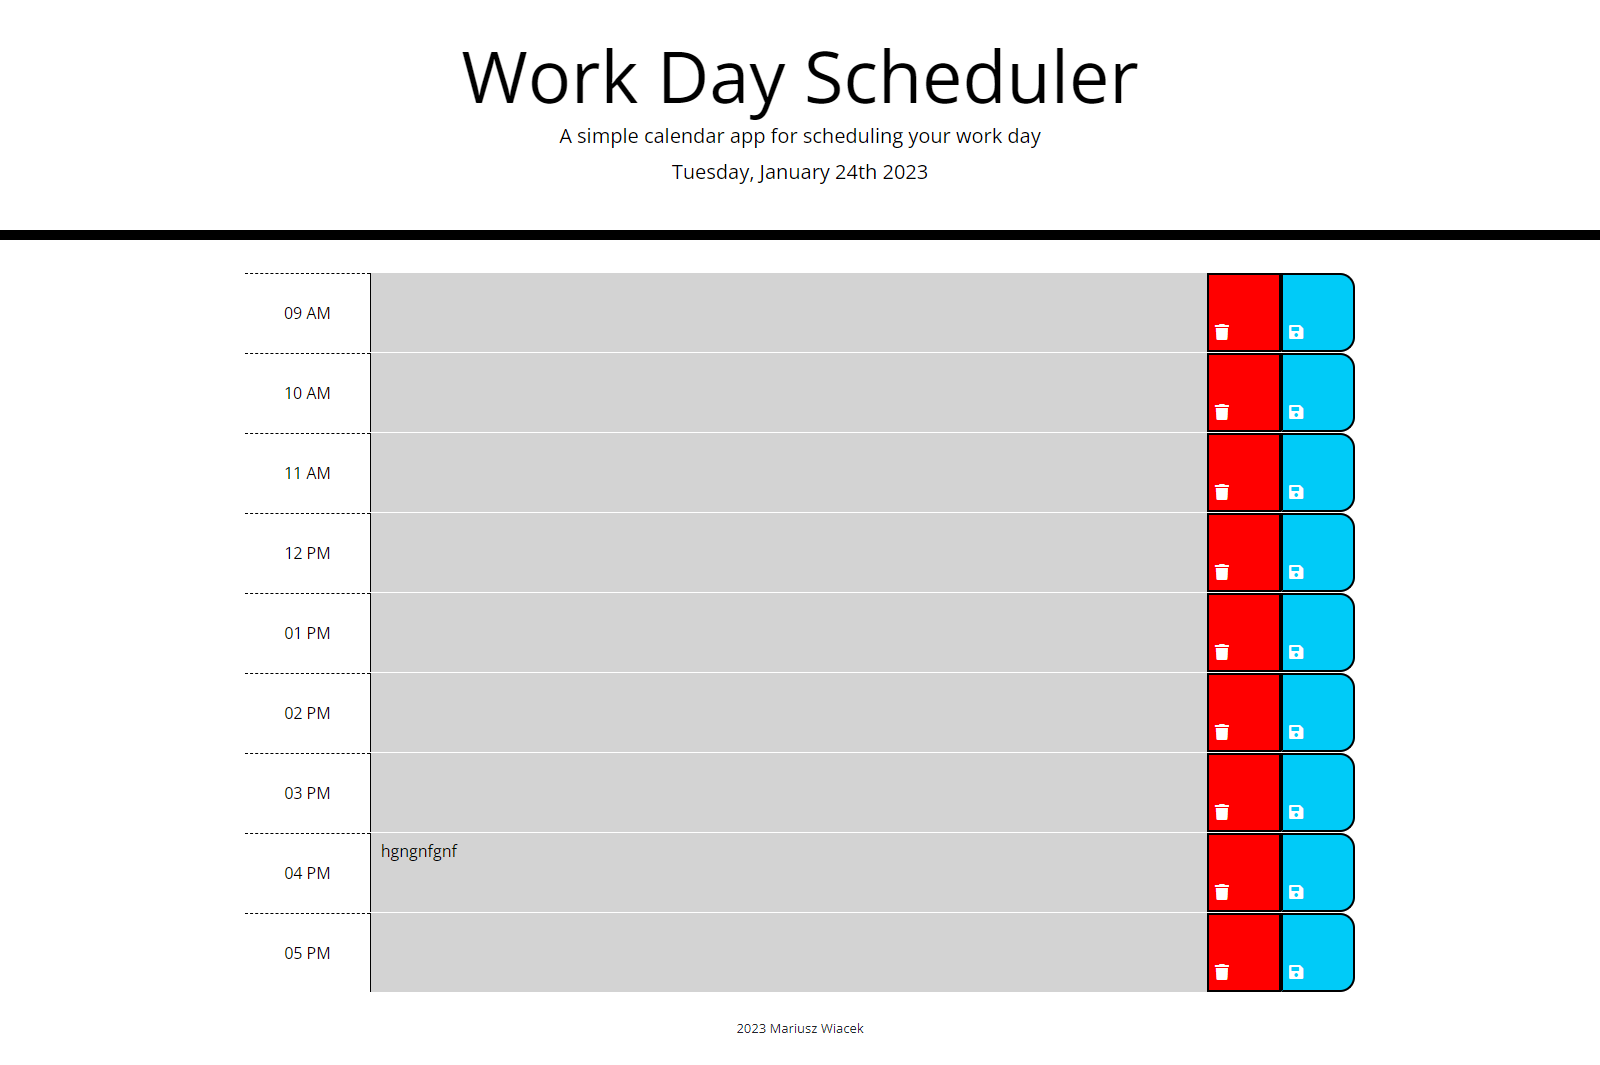 Work Day Scheduler
A simple calendar app for scheduling your work day
Tuesday, January 24th 2023
09 AM
10 AM
11 AM
12 PM
01 PM
02 PM
03 PM
04 PM
hgngnfgnf
05 PM
2023 Mariusz Wiacek